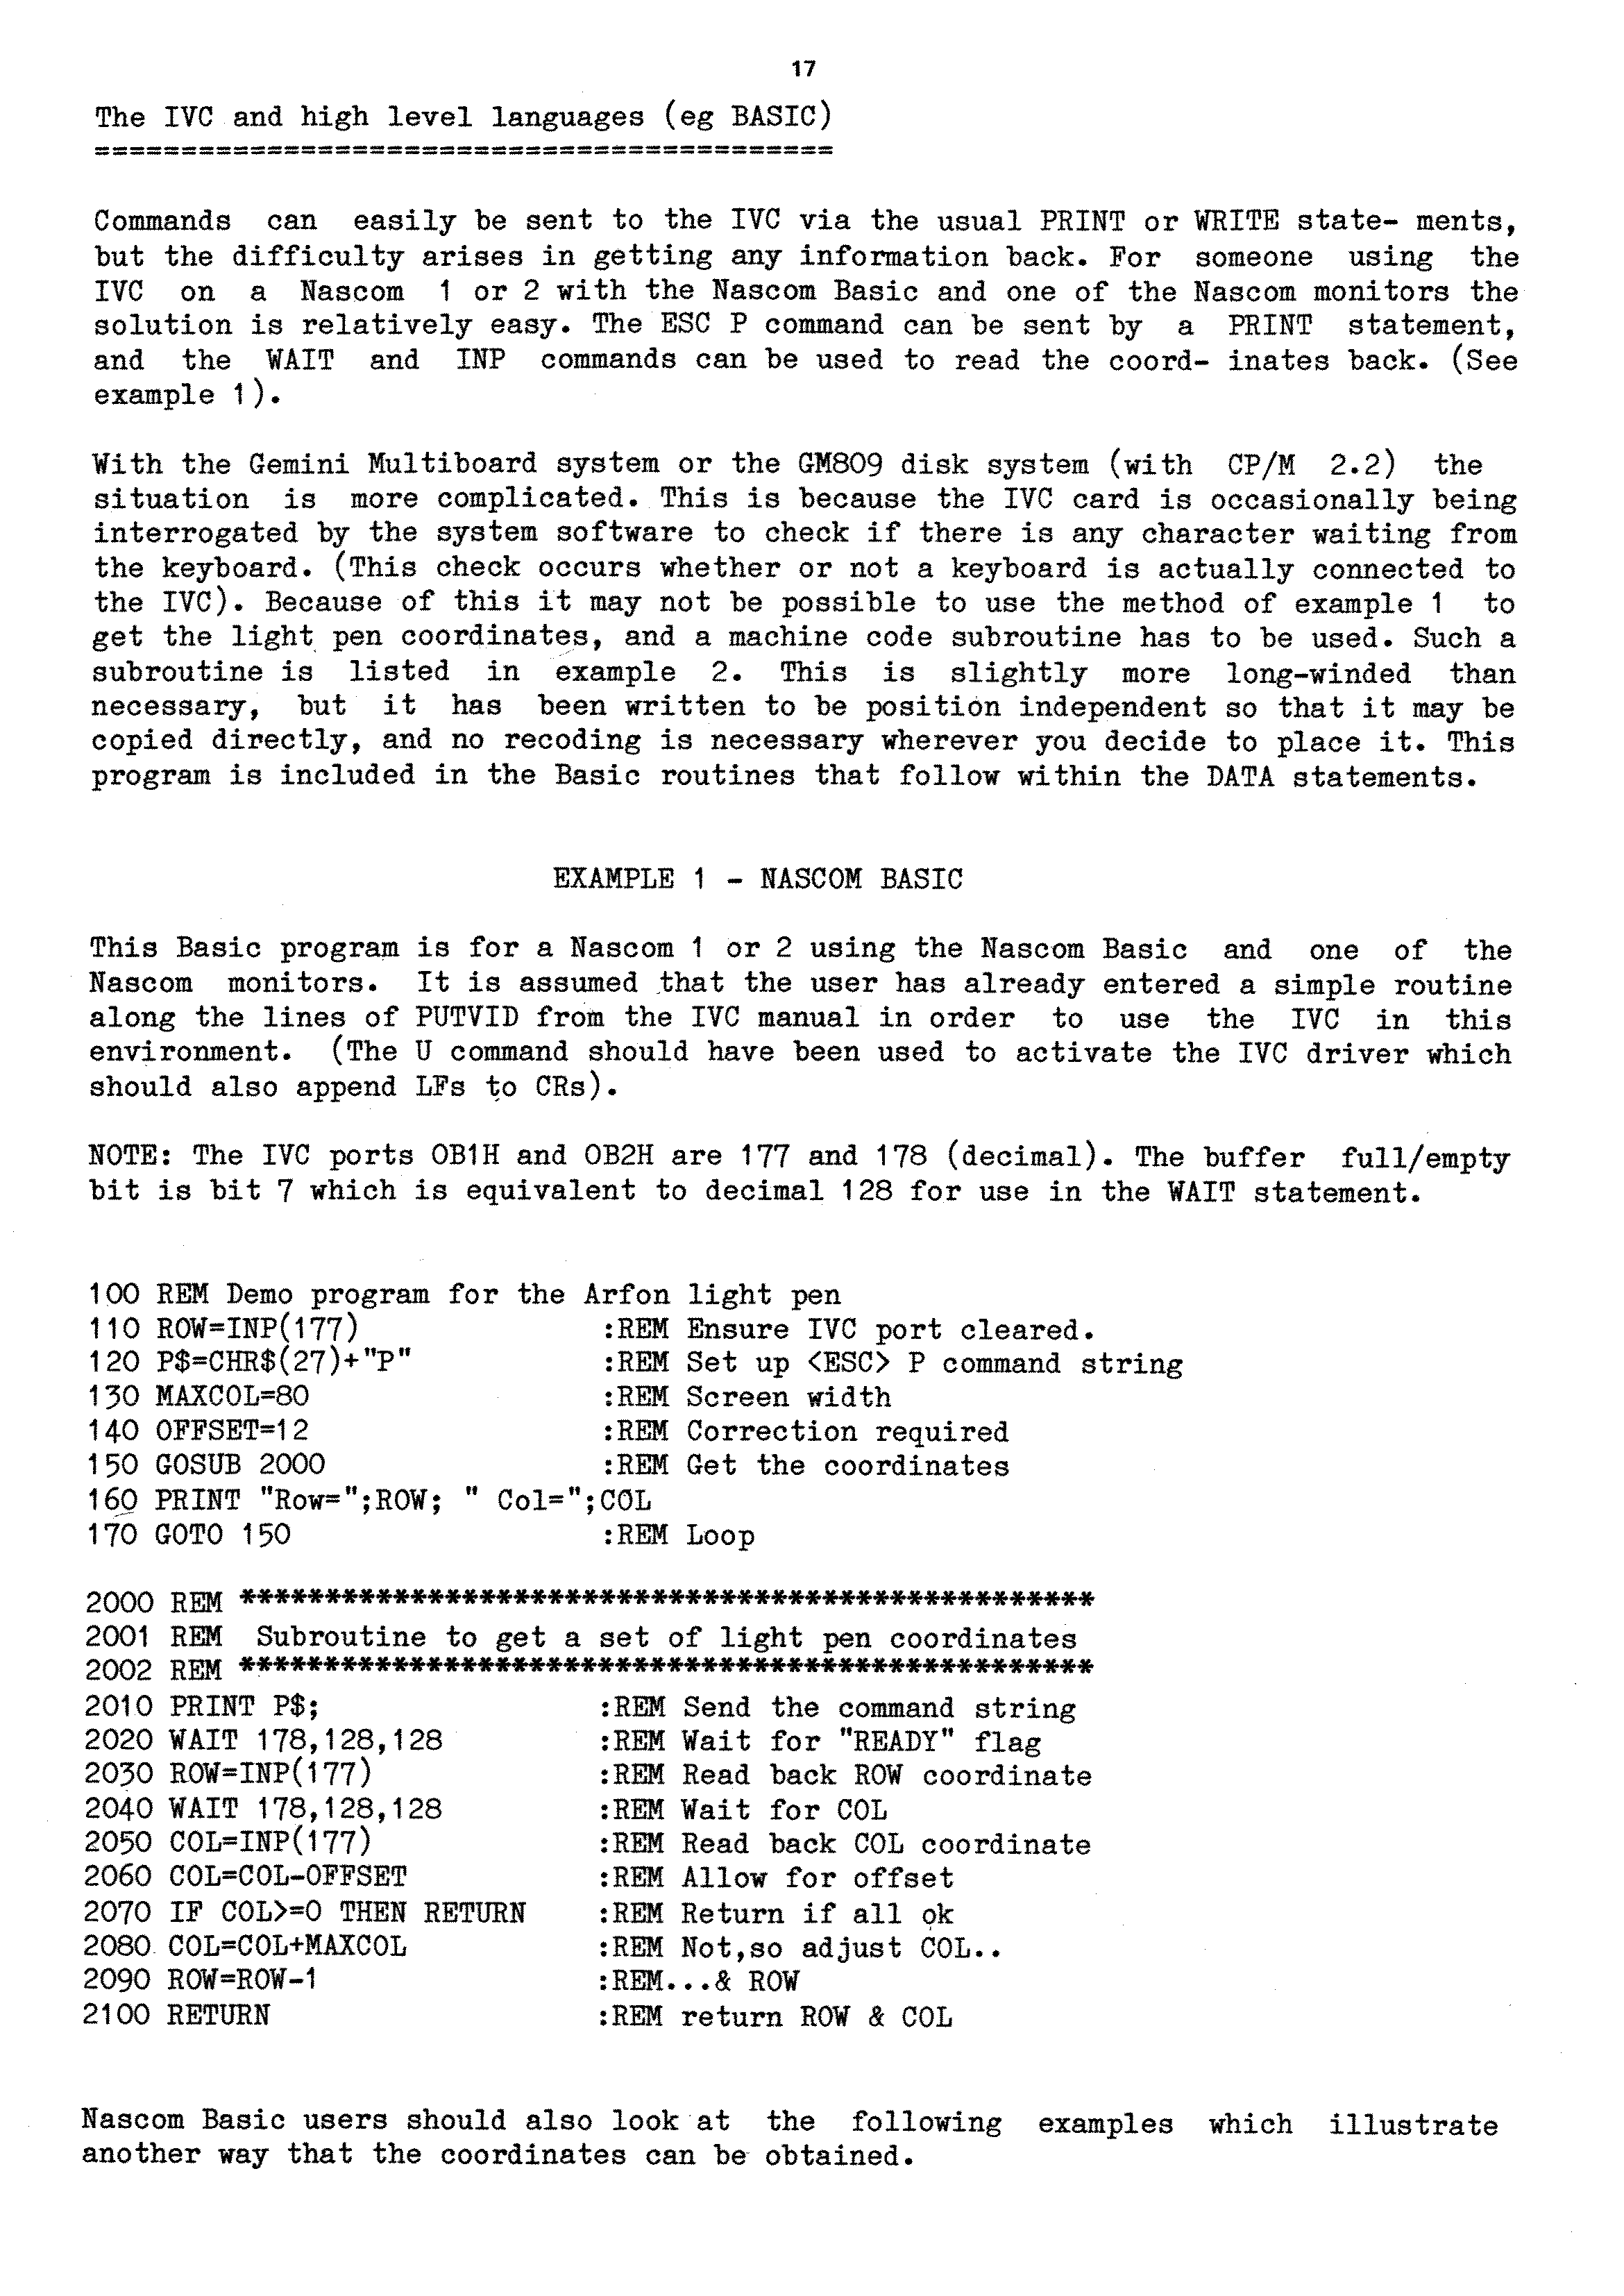 17
The IVC and high level languages (eg BASIC)
===========================================
Commands can easily be sent to the IVC via the usual PRINT or WRITE state- ments,
but the difficulty arises in getting any information back. For someone using the
IVC on a Nascom 1 or 2 with the Nascom Basic and one of the Nascom monitors the
solution is relatively easy. The ESC P command can be sent by a PRINT statement,
and the WAIT and INP commands can be used to read the coord- inates back. (See
example 1).
With the Gemini Multiboard system or the GM809 disk system (with CP/M 2.2) the
situation is more complicated. This is because the IVC card is occasionally being
interrogated by the system software to check if there is any character waiting from
the keyboard. (This check occurs whether or not a keyboard is actually connected to
the IVC). Because of this it may not be possible to use the method of example 1 to
get the light pen coordinates, and a machine code subroutine has to be used. Such a
subroutine is listed in example 2. This is slightly more long-winded than
necessary, but it has been written to be position independent so that it may be
copied directly, and no recoding is necessary wherever you decide to place it. This
program is included in the Basic routines that follow within the DATA statements.
EXAMPLE 1 - NASCOM BASIC
This Basic program is for a Nascom 1 or 2 using the Nascom Basic and one of the
Nascom monitors. It is assumed that the user has already entered a simple routine
along the lines of PUTVID from the IVC manual in order to use the IVC in this
environment. (The U command should have been used to activate the IVC driver which
should also append LFs to CRs).
NOTE: The IVC ports OB1H and OB2H are 177 and 178 (decimal). The buffer full/empty
bit is bit 7 which is equivalent to decimal 128 for use in the WAIT statement.
100 REM Demo program for the Arfon light pen
110 ROW=INP(177) :REM Ensure IVC port cleared.
120 P$=CHR$(27)+"P" :REM Set up <ESC> P command string
130 MAXCOL=80 :REM Screen width
140 OFFSET=12 :REM Correction required
150 GOSUB 2000 :REM Get the coordinates
160 PRINT "Row=";ROW; " Col=";COL
170 GOTO 150 :REM Loop
2000 REM **************************************************
2001 REM Subroutine to get a set of light pen coordinates
2002 REM **************************************************
2010 PRINT P$; :REM Send the command string
2020 WAIT 178,128,128 :REM Wait for "READY" flag
2030 ROW=INP(177) :REM Read back ROW coordinate
2040 WAIT 178,128,128 :REM Wait for COL
2050 COL=INP(177) :REM Read back COL coordinate
2060 COL=COL-OFFSET :REM Allow for offset
2070 IF COL>=0 THEN RETURN :REM Return if all ok
2080 COL=COL+MAXCOL :REM Not,so adjust COL..
2090 ROW=ROW-1 :REM...& ROW
2100 RETURN :REM return ROW & COL
Nascom Basic users should also look at the following examples which illustrate
another way that the coordinates can be obtained.